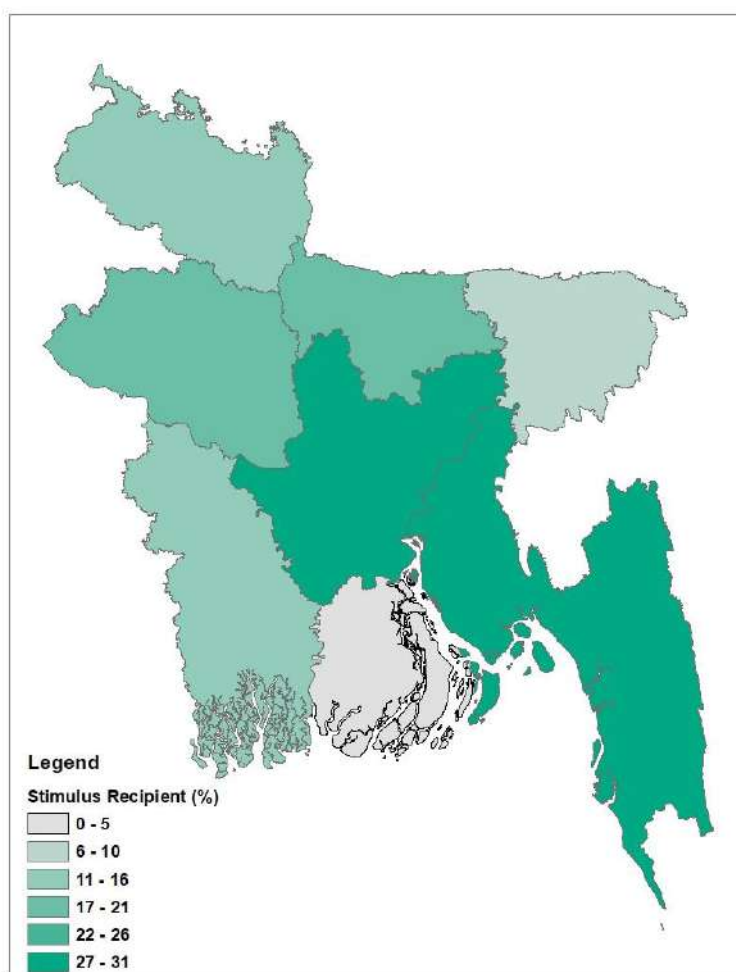 Legend
Stimulus Recipient (%)
0 - 5
6 - 10
11 - 16
17 - 21
22 - 26
27 - 31